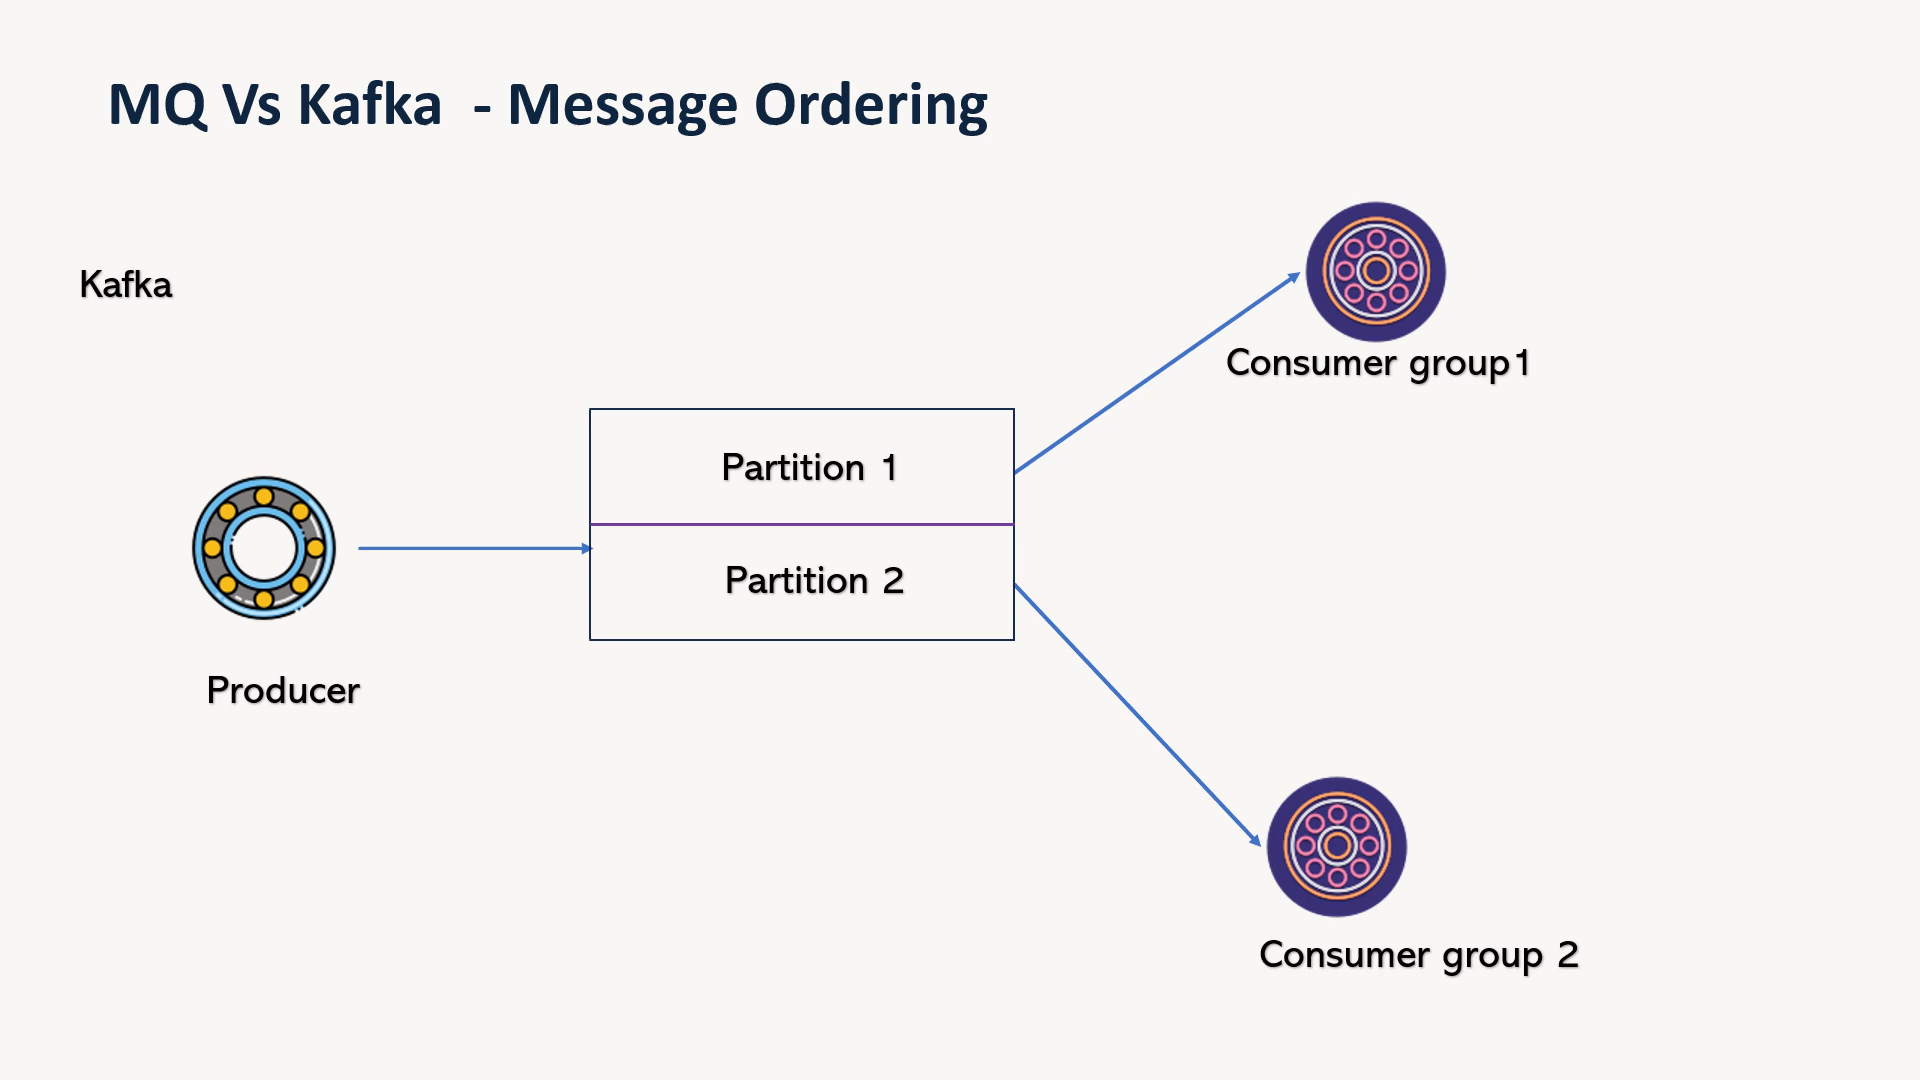 MQ Vs Kafka  - Message Ordering
Kafka
Consumer group1
Partition 1
Partition 2
Producer
Consumer group 2